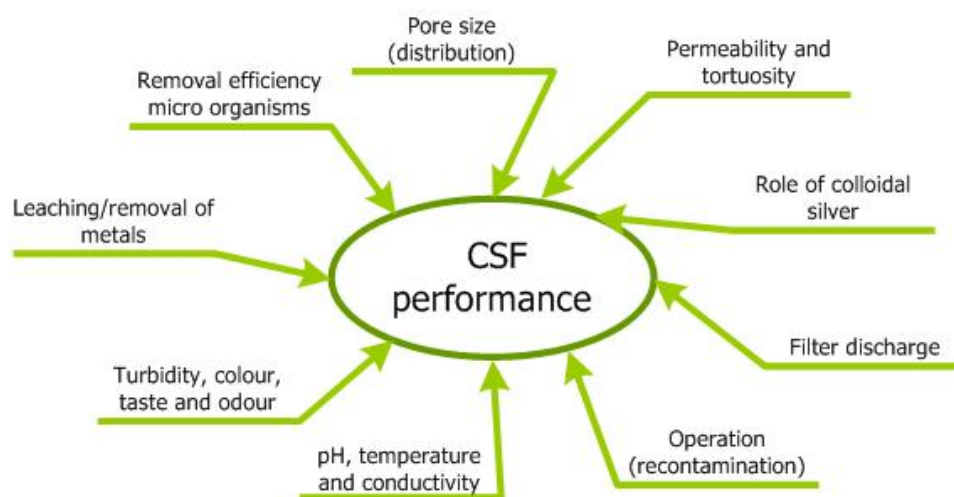 Pore size
(distribution)
Permeability and
tortuosity
Removal efficiency
micro organisms
Role of colloidal
silver
Leaching/removal of
metals
CSF
performance
Filter discharge
Turbidity, colour,
taste and odour
Operation
(recontamination)
pH, temperature
and conductivity